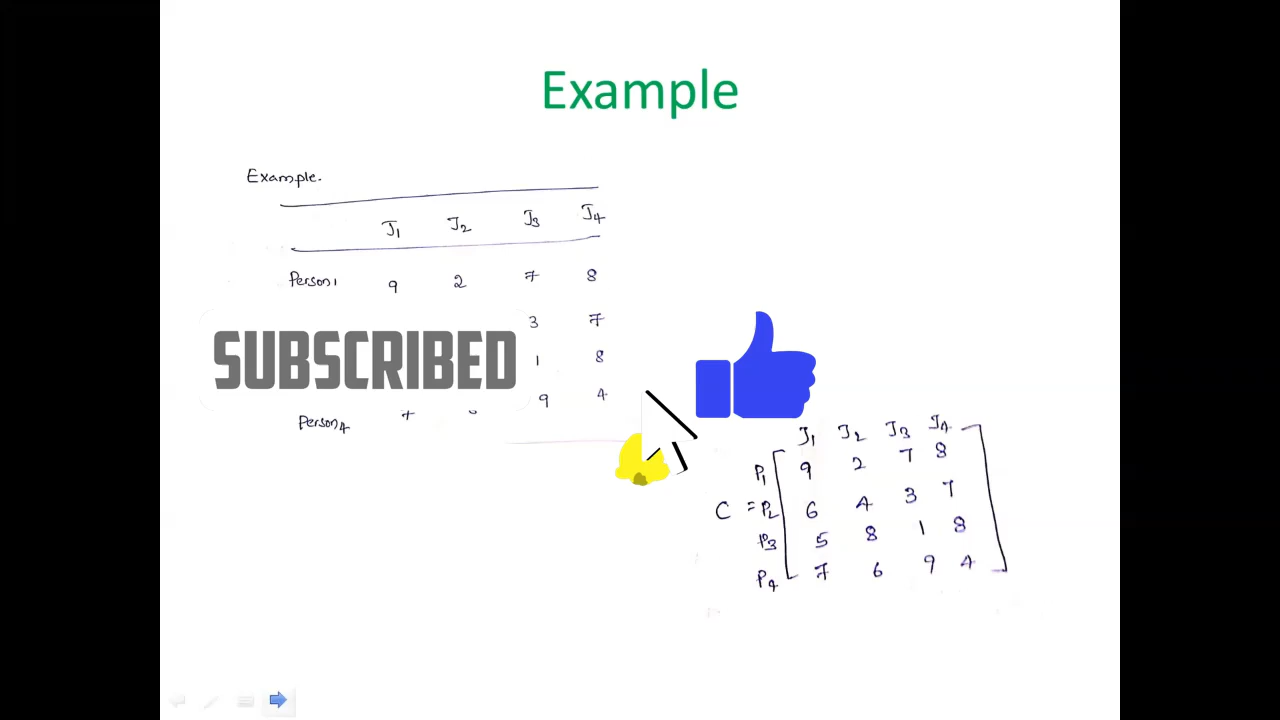 Example
Example.
J1 J2 J3 J4
Person1 9 2 7 8
3 7
SUBSCRIBED
1 8
9 4
Person4
J1 J2 J3 J4
P1 9 2 7 8
C = P2 6 4 3 7
P3 5 8 1 8
P4 7 6 9 4